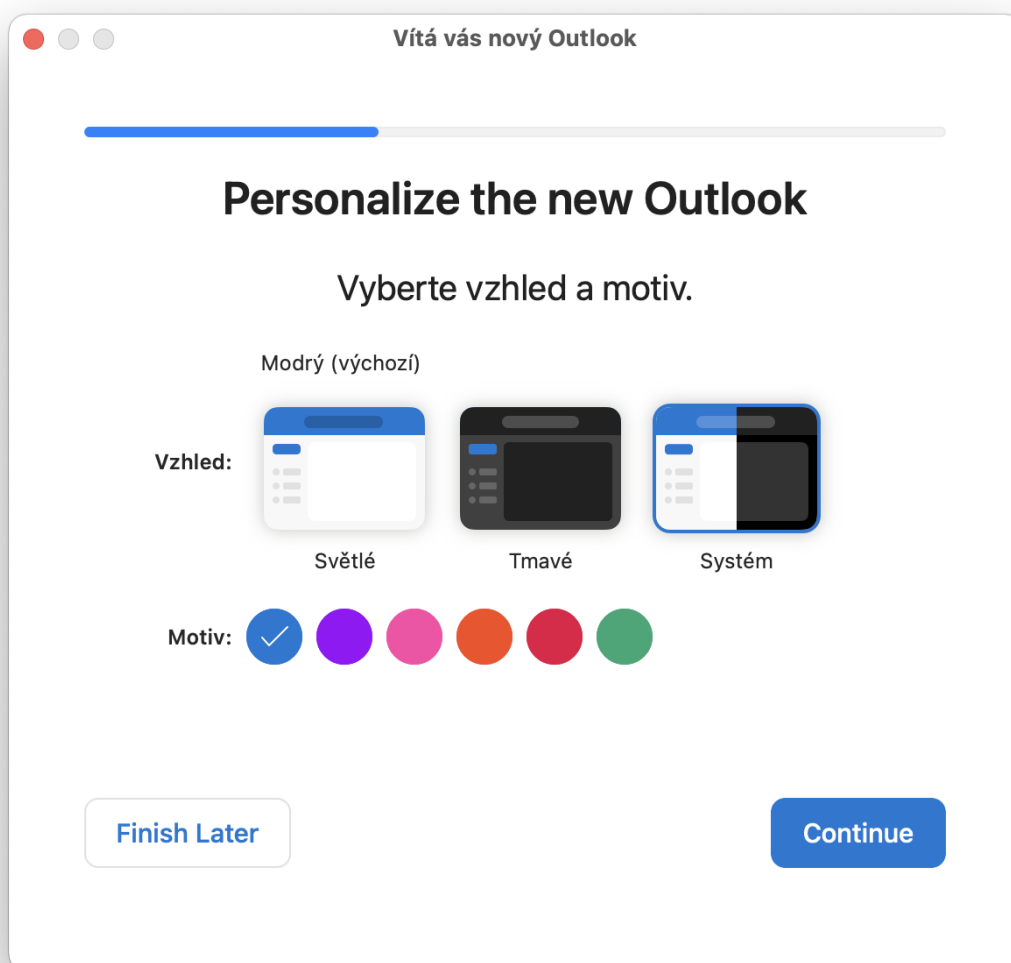 Vítá vás nový Outlook
Personalize the new Outlook
Vyberte vzhled a motiv.
Modrý (výchozí)
Vzhled:
Světlé Tmavé Systém
Motiv:
Finish Later Continue